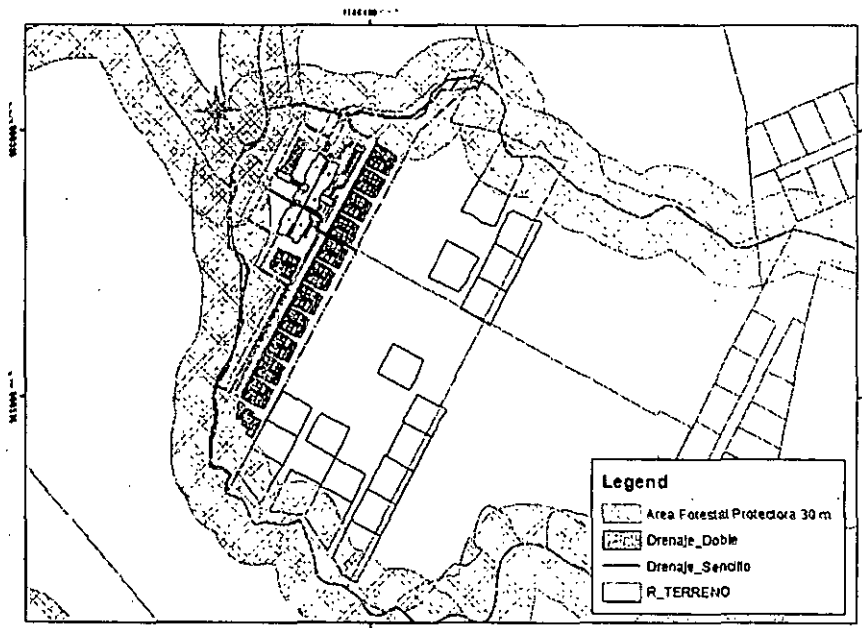 Legend
Area Forestal Protectora 30 m
Drenaje_Doble
Drenaje_Sencillo
R_TERRENO